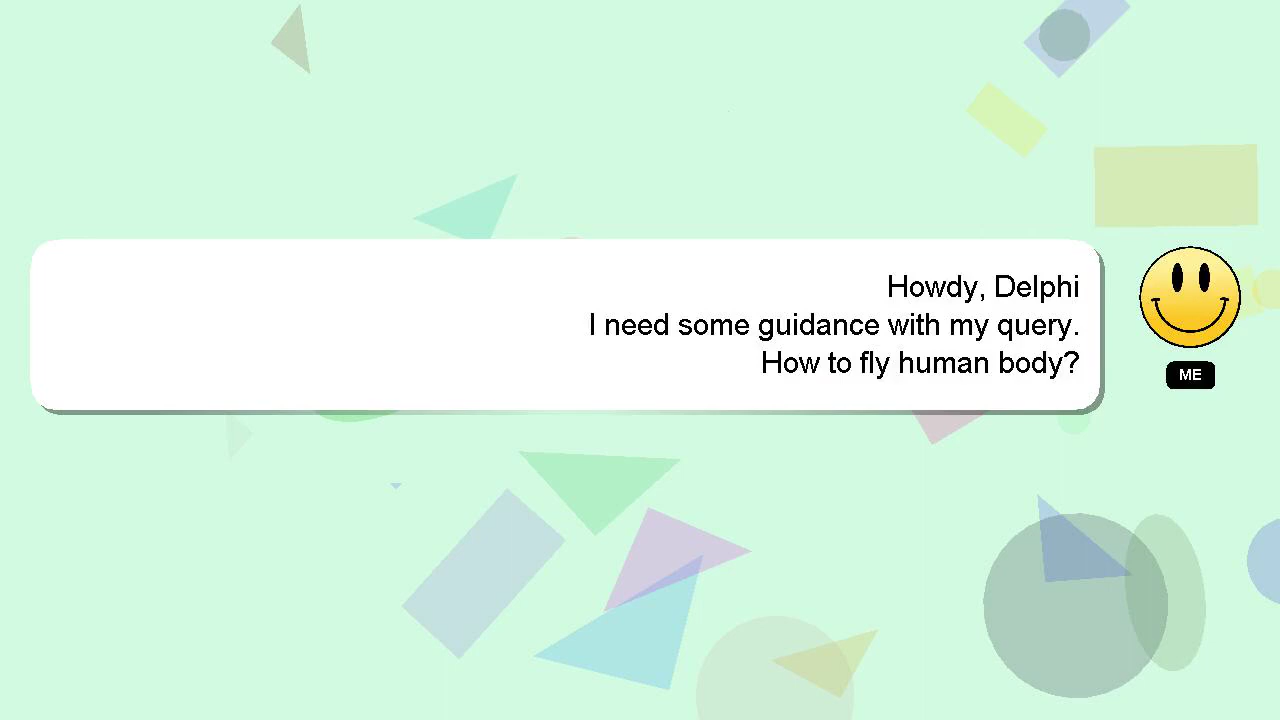 Howdy, Delphi
I need some guidance with my query.
How to fly human body?
ME